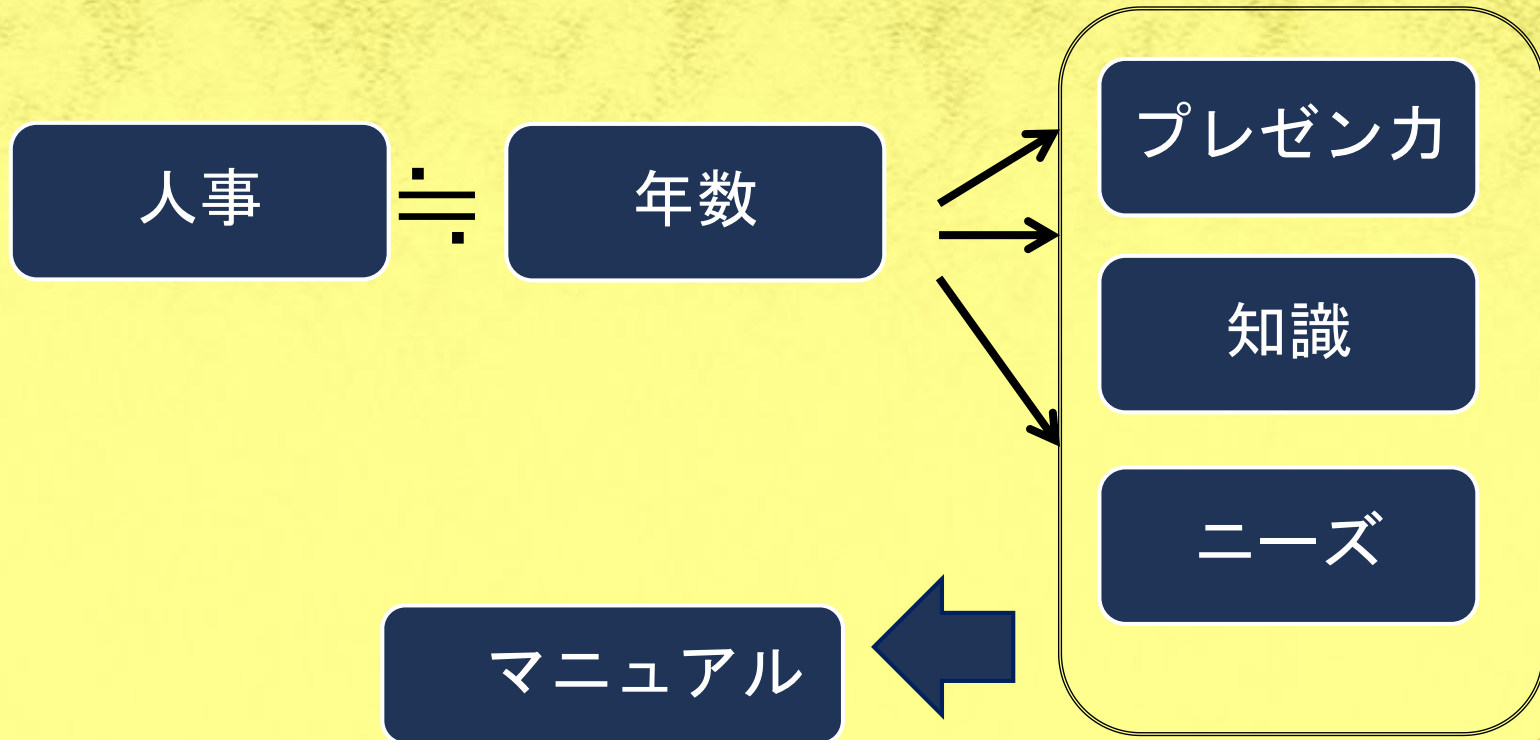 人事
≒
年数
プレゼン力
知識
ニーズ
マニュアル